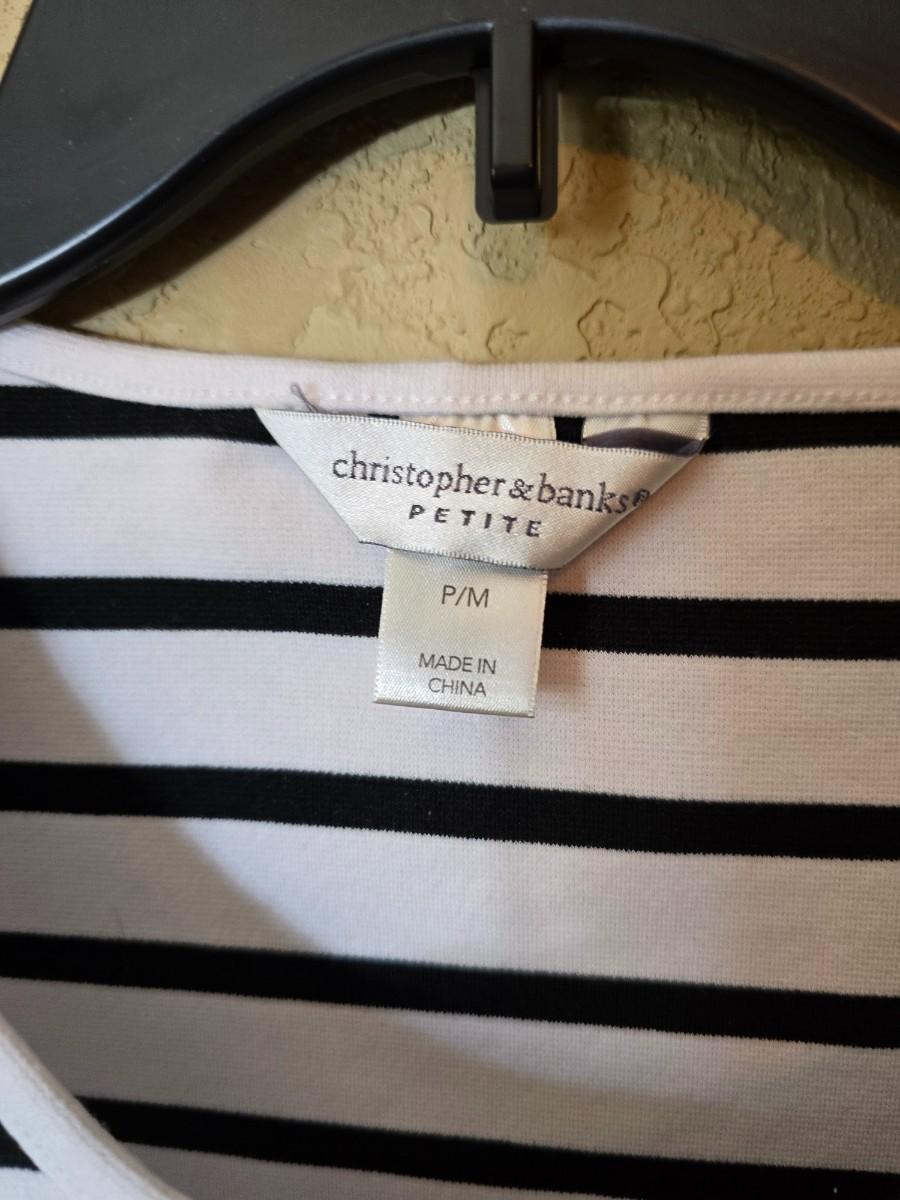 christopher & banks®
PETITE
P/M
MADE IN
CHINA